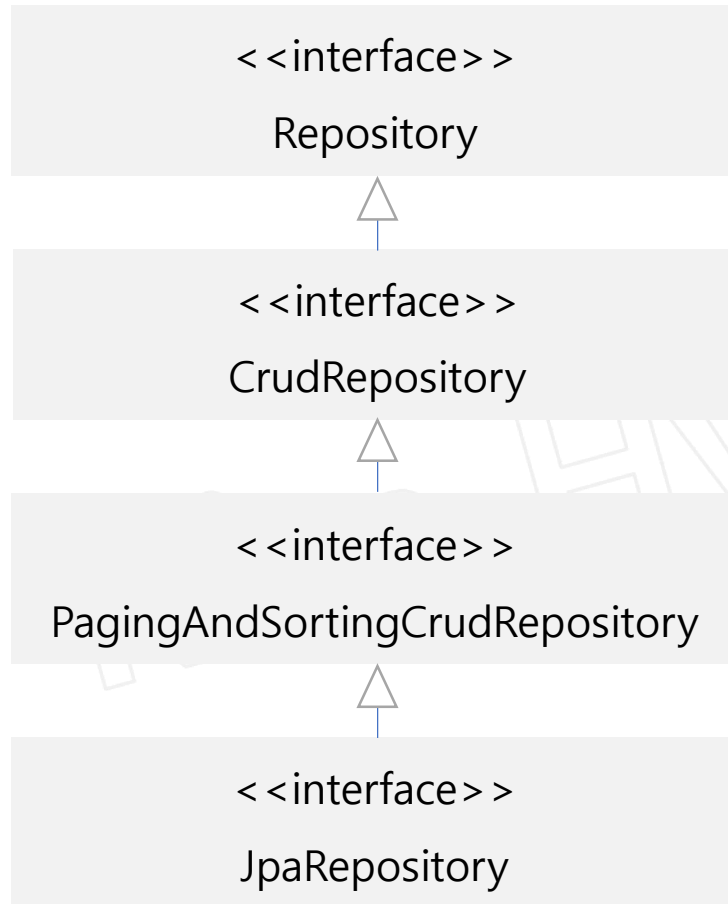 <<interface>>
Repository
<<interface>>
CrudRepository
<<interface>>
PagingAndSortingCrudRepository
<<interface>>
JpaRepository